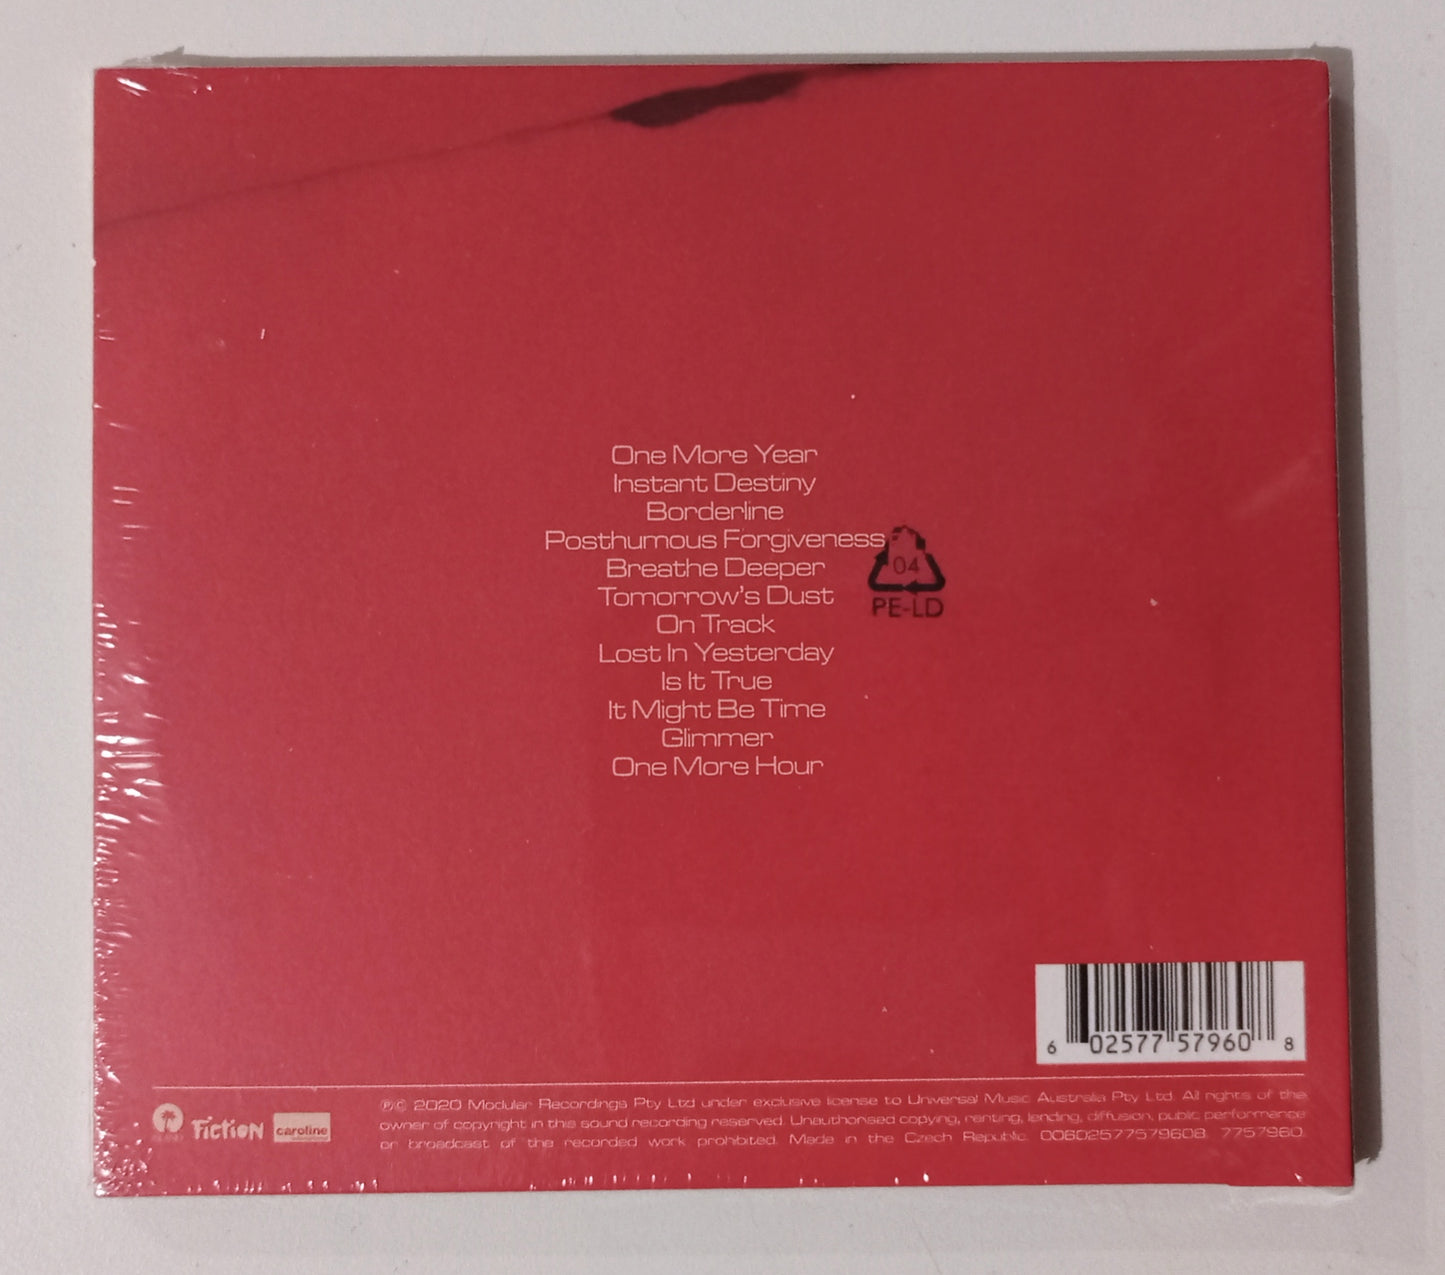 One More Year
Instant Destiny
Borderline
Posthumous Forgiveness
Breathe Deeper
Tomorrow's Dust
On Track
Lost In Yesterday
Is It True
It Might Be Time
Glimmer
One More Hour
04
PE-LD
6 02577 57960 8
FICTION
caroline
℗© 2020 Modular Recordings Pty Ltd under exclusive license to Universal Music Australia Pty Ltd. All rights of the
owner of copyright in this sound recording reserved. Unauthorised copying, renting, lending, diffusion, public performance
or broadcast of the recorded work prohibited. Made in the Czech Republic. 00602577579608 7757960